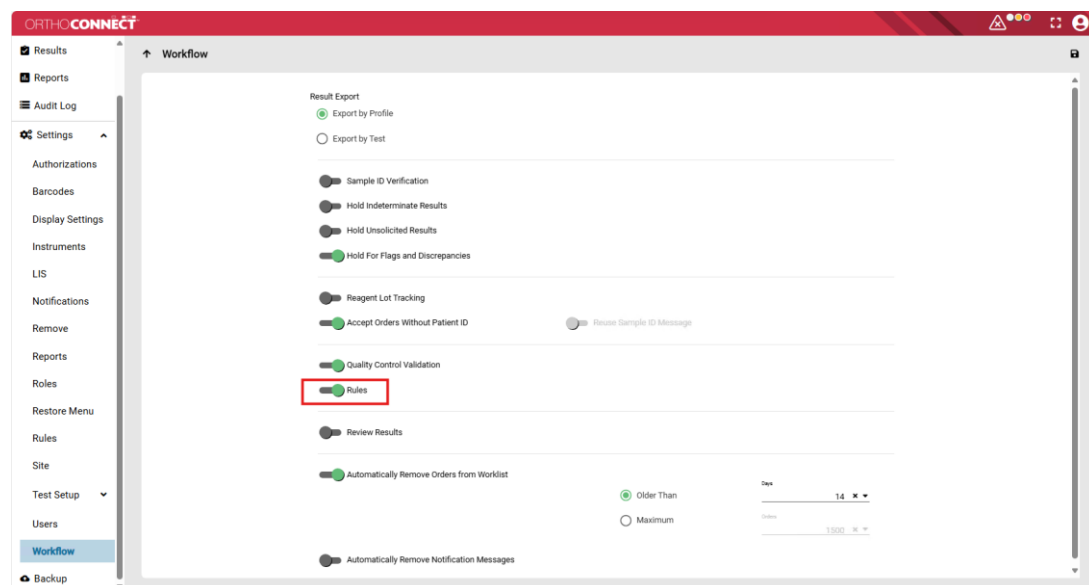 ORTHOCONNECT
Results
Reports
Audit Log
Settings
Authorizations
Barcodes
Display Settings
Instruments
LIS
Notifications
Remove
Reports
Roles
Restore Menu
Rules
Site
Test Setup
Users
Workflow
Backup
Workflow
Result Export
Export by Profile
Export by Test
Sample ID Verification
Hold Indeterminate Results
Hold Unsolicited Results
Hold For Flags and Discrepancies
Reagent Lot Tracking
Accept Orders Without Patient ID
Reuse Sample ID Message
Quality Control Validation
Rules
Review Results
Automatically Remove Orders from Worklist
Older Than
Days
14
Maximum
Orders
1500
Automatically Remove Notification Messages